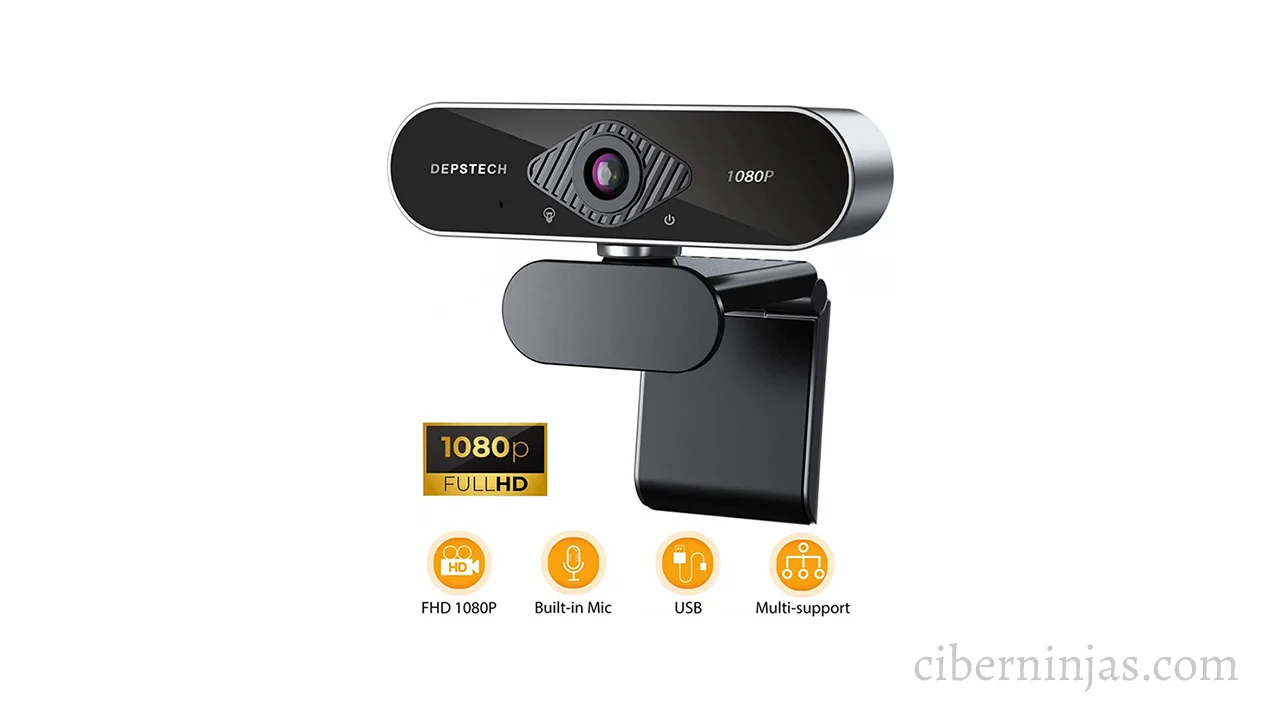 DEPSTECH
1080P
1080p
FULLHD
HD
FHD 1080P
Built-in Mic
USB
Multi-support
ciberninjas.com